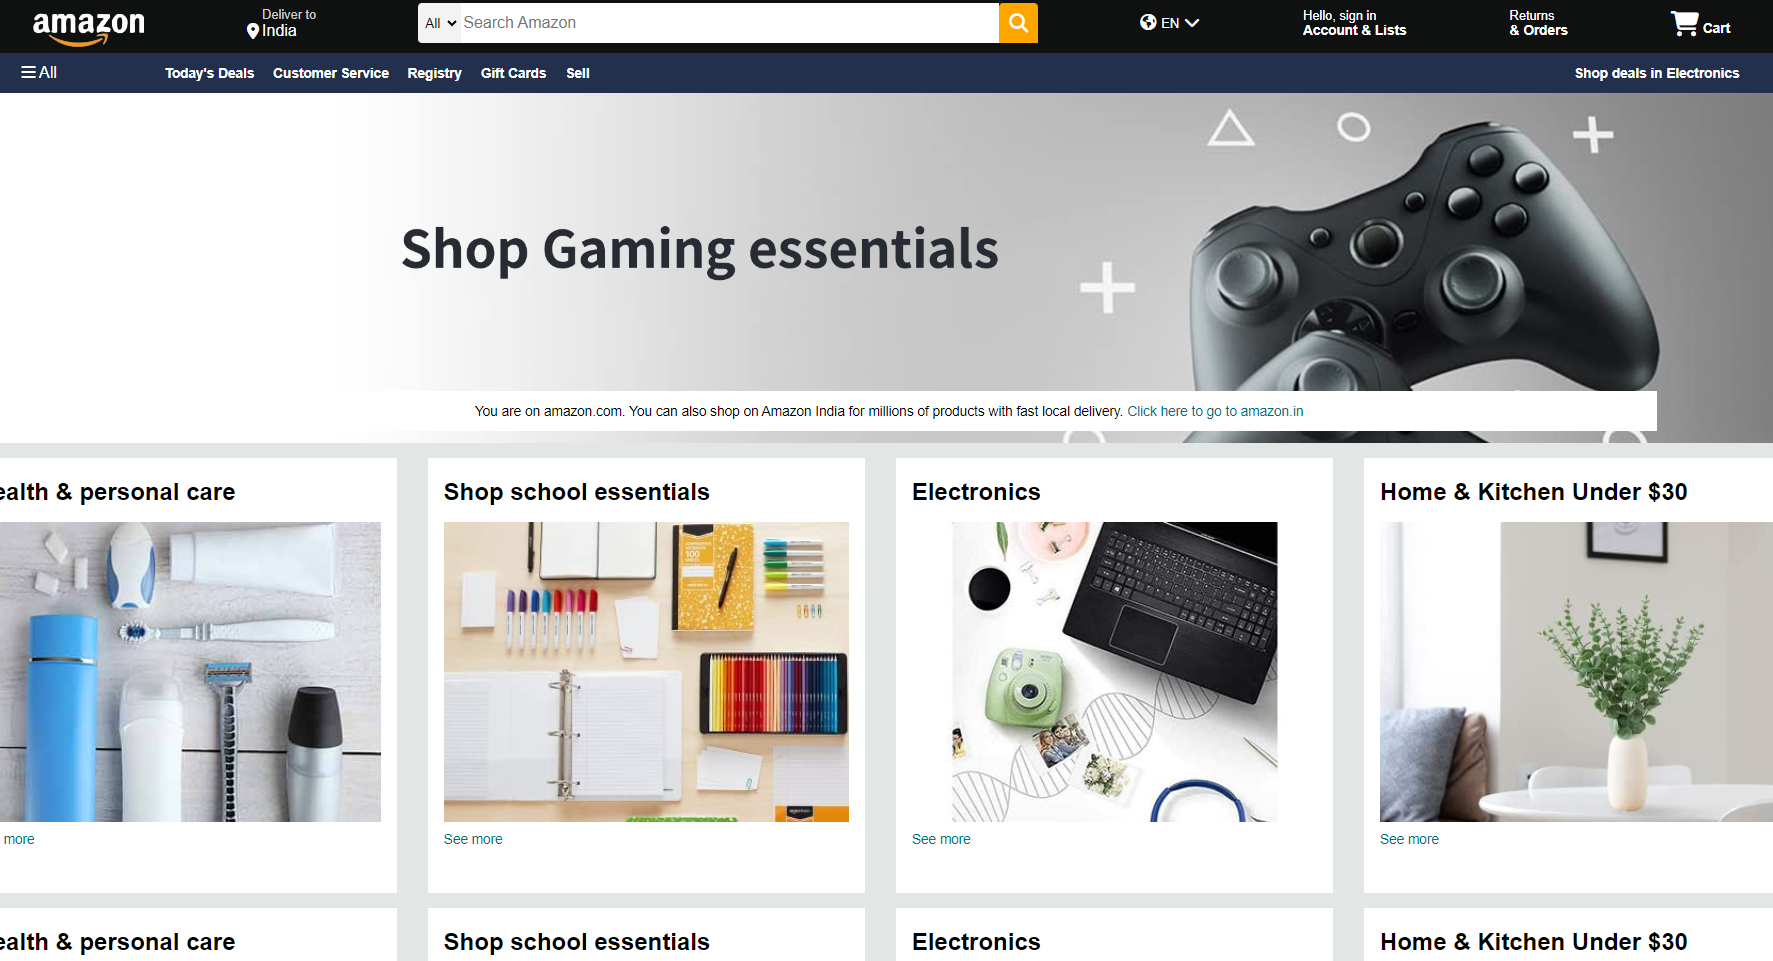 amazon
Deliver to
India
All
Search Amazon
EN
Hello, sign in
Account & Lists
Returns
& Orders
Cart
All
Today's Deals
Customer Service
Registry
Gift Cards
Sell
Shop deals in Electronics
Shop Gaming essentials
You are on amazon.com. You can also shop on Amazon India for millions of products with fast local delivery. Click here to go to amazon.in
ealth & personal care
Shop school essentials
Electronics
Home & Kitchen Under $30
100
more
See more
See more
See more
ealth & personal care
Shop school essentials
Electronics
Home & Kitchen Under $30